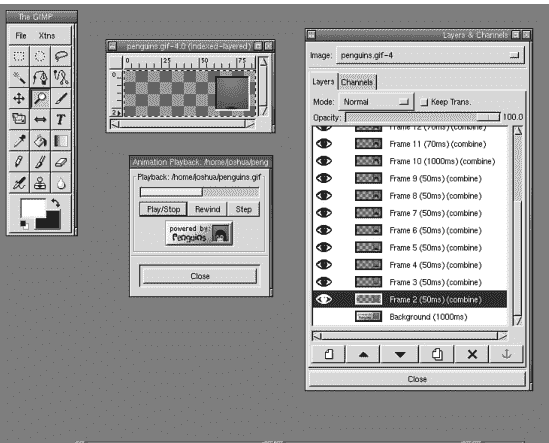 The GIMP
File Xtns
penguins.gif-4.0 (indexed-layered)
0 25 50 75
0
Animation Playback: /home/joshua/peng
Playback: /home/joshua/penguins.gif
Play/Stop Rewind Step
powered by:
Penguins
Close
Layers & Channels
Image: penguins.gif-4
Layers Channels
Mode: Normal Keep Trans.
Opacity: 100.0
Frame 12 (70ms) (combine)
Frame 11 (70ms) (combine)
Frame 10 (1000ms) (combine)
Frame 9 (50ms) (combine)
Frame 8 (50ms) (combine)
Frame 7 (50ms) (combine)
Frame 6 (50ms) (combine)
Frame 5 (50ms) (combine)
Frame 4 (50ms) (combine)
Frame 3 (50ms) (combine)
Frame 2 (50ms) (combine)
Background (1000ms)
Close